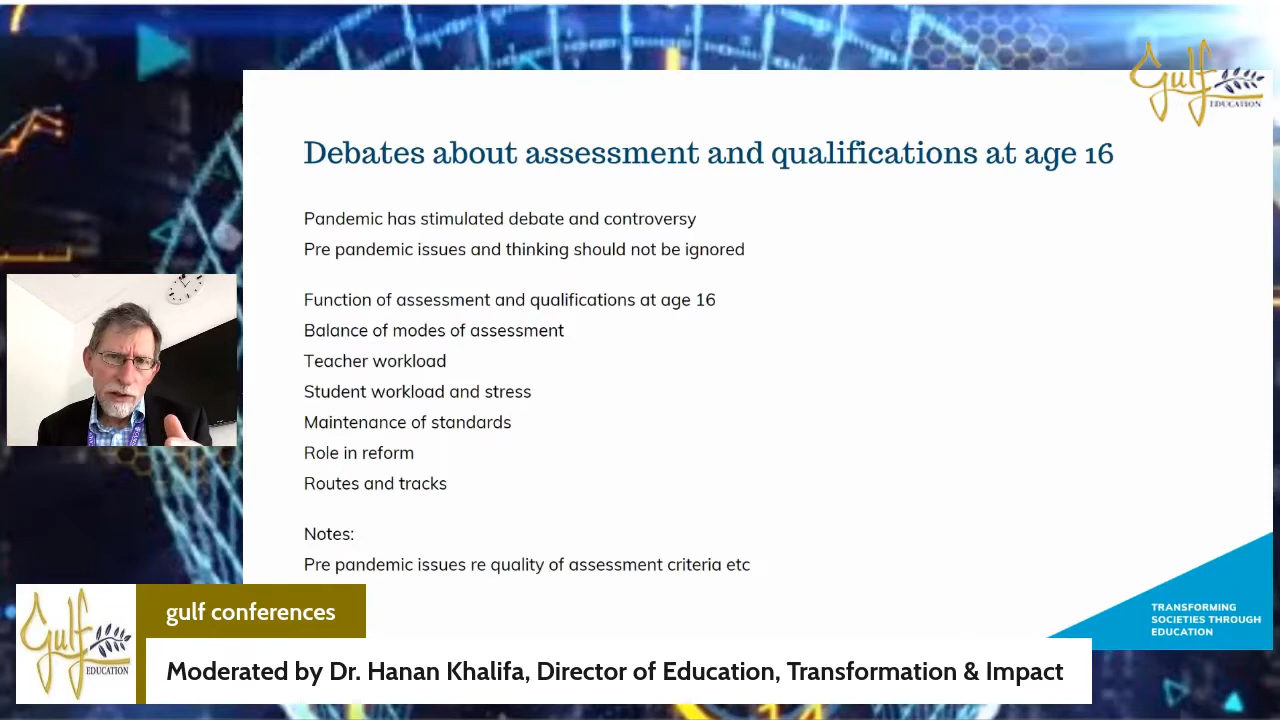 Gulf
EDUCATION
Debates about assessment and qualifications at age 16
Pandemic has stimulated debate and controversy
Pre pandemic issues and thinking should not be ignored
Function of assessment and qualifications at age 16
Balance of modes of assessment
Teacher workload
Student workload and stress
Maintenance of standards
Role in reform
Routes and tracks
Notes:
Pre pandemic issues re quality of assessment criteria etc
TRANSFORMING
SOCIETIES THROUGH
EDUCATION
Gulf
EDUCATION
gulf conferences
Moderated by Dr. Hanan Khalifa, Director of Education, Transformation & Impact